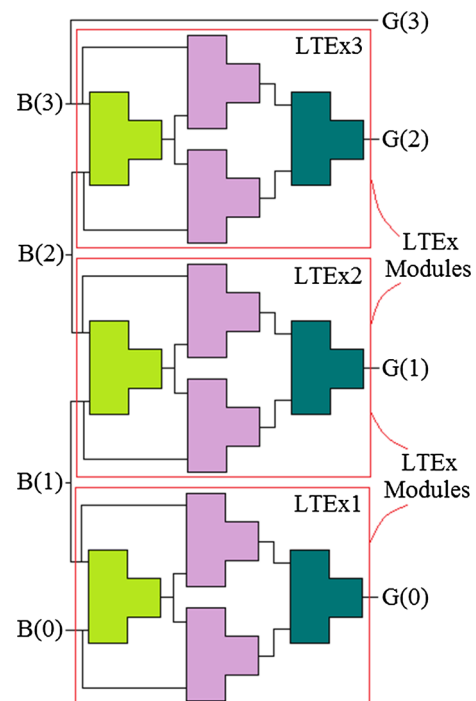 G(3)
LTEx3
B(3)
G(2)
B(2)
LTEx
Modules
LTEx2
G(1)
B(1)
LTEx
Modules
LTEx1
G(0)
B(0)